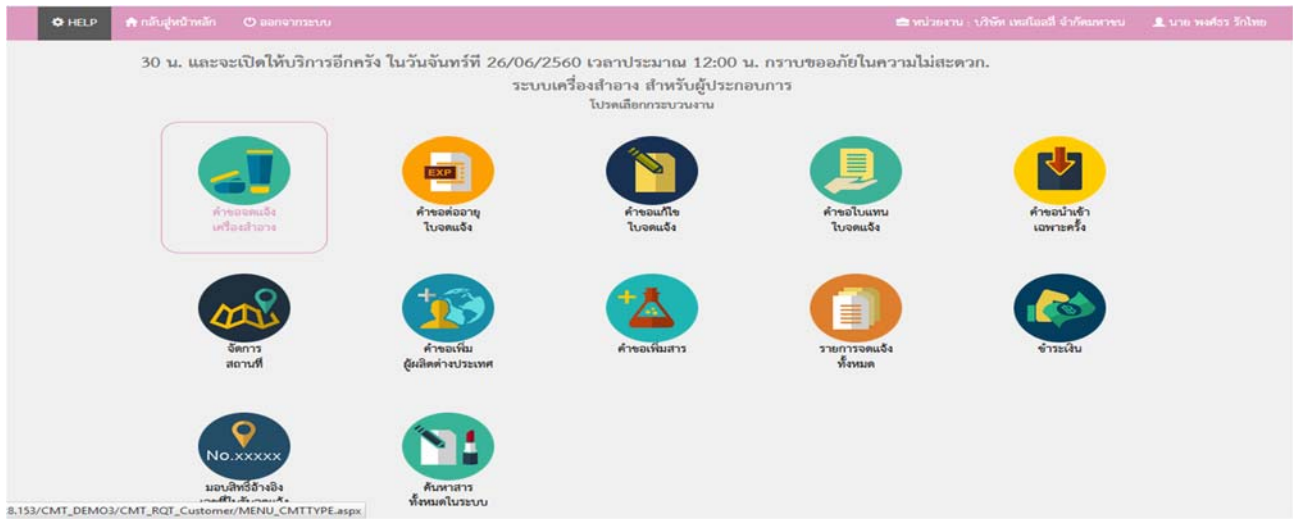 HELP กลับสู่หน้าหลัก ออกจากระบบ หน่วยงาน : บริษัท เทสโอสถี จำกัดมหาชน นาย พงศ์ธร รักไทย
30 น. และจะเปิดให้บริการอีกครั้ง ในวันจันทร์ที่ 26/06/2560 เวลาประมาณ 12:00 น. กราบขออภัยในความไม่สะดวก.
ระบบเครื่องสำอาง สำหรับผู้ประกอบการ
โปรดเลือกกระบวนงาน
คำขอจดแจ้ง
เครื่องสำอาง
EXP
คำขอต่ออายุ
ใบจดแจ้ง
คำขอแก้ไข
ใบจดแจ้ง
คำขอใบแทน
ใบจดแจ้ง
คำขอนำเข้า
เฉพาะครั้ง
จัดการ
สถานที่
คำขอเพิ่ม
ผู้ผลิตต่างประเทศ
คำขอเพิ่มสาร
รายการจดแจ้ง
ทั้งหมด
ชำระเงิน
No.xxxxx
มอบสิทธิ์อ้างอิง
ค้นหาสาร
ทั้งหมดในระบบ
8.153/CMT_DEMO3/CMT_RQT_Customer/MENU_CMTTYPE.aspx